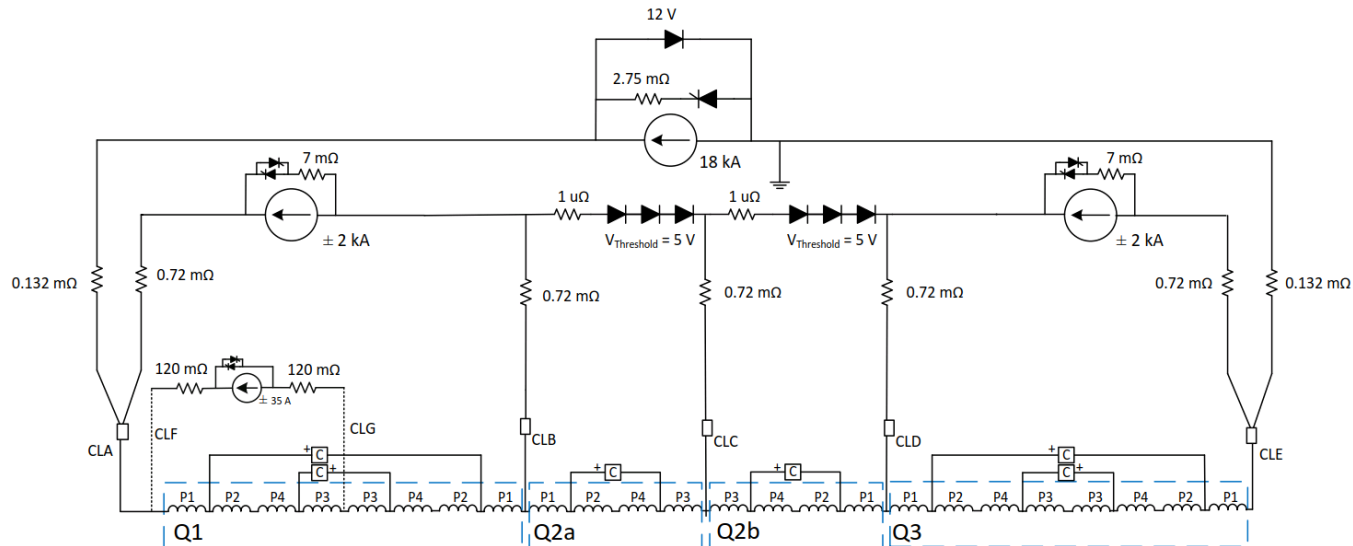 12 V
2.75 mΩ
18 kA
7 mΩ
± 2 kA
1 uΩ
V_Threshold = 5 V
1 uΩ
V_Threshold = 5 V
7 mΩ
± 2 kA
0.132 mΩ
0.72 mΩ
0.72 mΩ
0.72 mΩ
0.72 mΩ
0.72 mΩ
0.132 mΩ
120 mΩ
120 mΩ
± 35 A
CLA
CLF
CLG
CLB
CLC
CLD
CLE
+ C
C +
+ C
+ C
+ C
C +
P1 P2 P4 P3 P3 P4 P2 P1
P1 P2 P4 P3
P3 P4 P2 P1
P1 P2 P4 P3 P3 P4 P2 P1
Q1
Q2a
Q2b
Q3